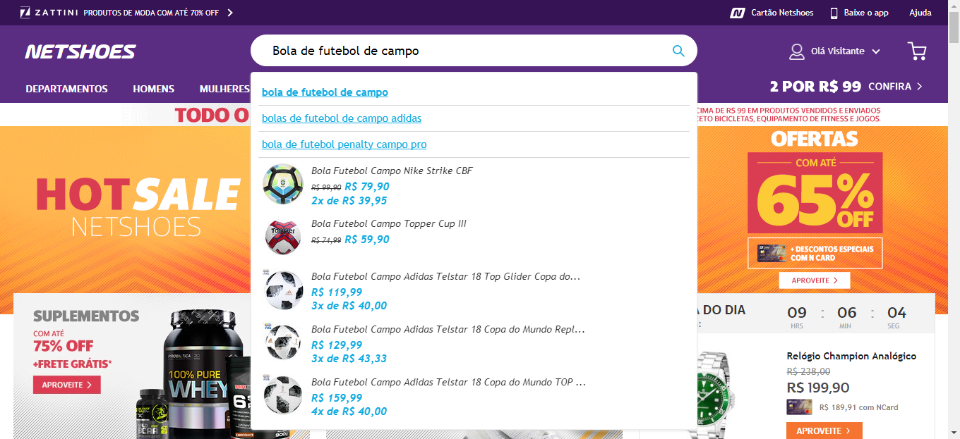 ZATTINI PRODUTOS DE MODA COM ATÉ 70% OFF
Cartão Netshoes
Baixe o app
Ajuda
NETSHOES
Bola de futebol de campo
Olá Visitante
DEPARTAMENTOS HOMENS MULHERES
2 POR R$ 99 CONFIRA
bola de futebol de campo
bolas de futebol de campo adidas
bola de futebol penalty campo pro
Bola Futebol Campo Nike Strike CBF
R$ 99,90 R$ 79,90
2x de R$ 39,95
Bola Futebol Campo Topper Cup III
R$ 74,99 R$ 59,90
Bola Futebol Campo Adidas Telstar 18 Top Glider Copa do...
R$ 119,99
3x de R$ 40,00
Bola Futebol Campo Adidas Telstar 18 Copa do Mundo Repl...
R$ 129,99
3x de R$ 43,33
Bola Futebol Campo Adidas Telstar 18 Copa do Mundo TOP ...
R$ 159,99
4x de R$ 40,00
TODO O
CIMA DE R$ 99 EM PRODUTOS VENDIDOS E ENVIADOS
CETO BICICLETAS, EQUIPAMENTO DE FITNESS E JOGOS.
HOT SALE
NETSHOES
OFERTAS
COM ATÉ
65% OFF
+ DESCONTOS ESPECIAIS
COM N CARD
APROVEITE
SUPLEMENTOS
COM ATÉ
75% OFF
+FRETE GRÁTIS*
APROVEITE
100% PURE
WHEY
A DO DIA
:
09 : 06 : 04
HRS MIN SEG
Relógio Champion Analógico
R$ 238,00
R$ 199,90
R$ 189,91 com NCard
APROVEITE